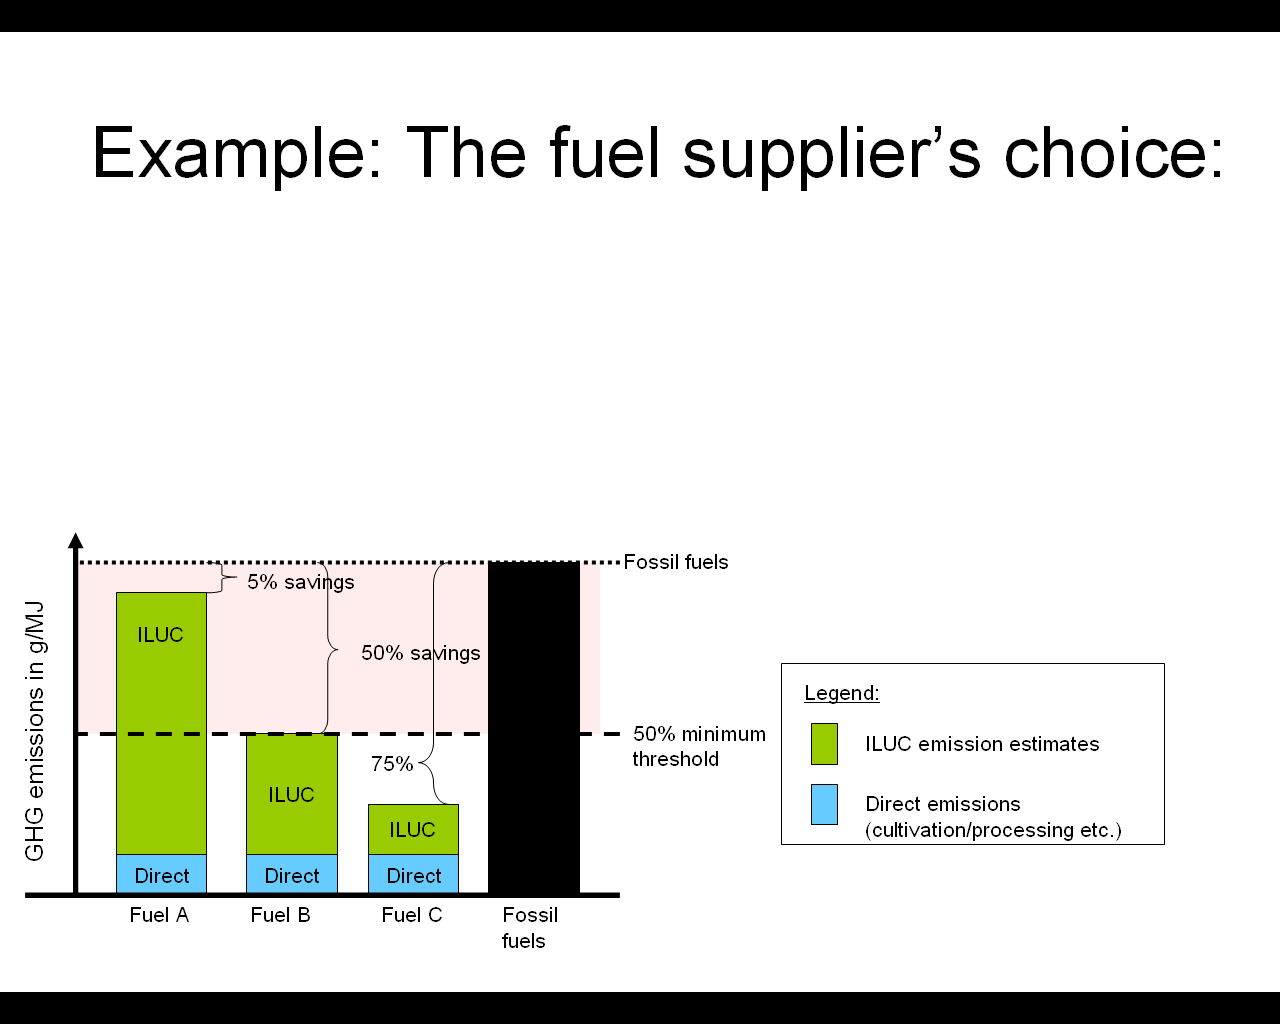 Example: The fuel supplier’s choice:
GHG emissions in g/MJ
Fossil fuels
5% savings
ILUC
50% savings
50% minimum
threshold
75%
ILUC
ILUC
Direct
Direct
Direct
Fuel A
Fuel B
Fuel C
Fossil
fuels
Legend:
ILUC emission estimates
Direct emissions
(cultivation/processing etc.)